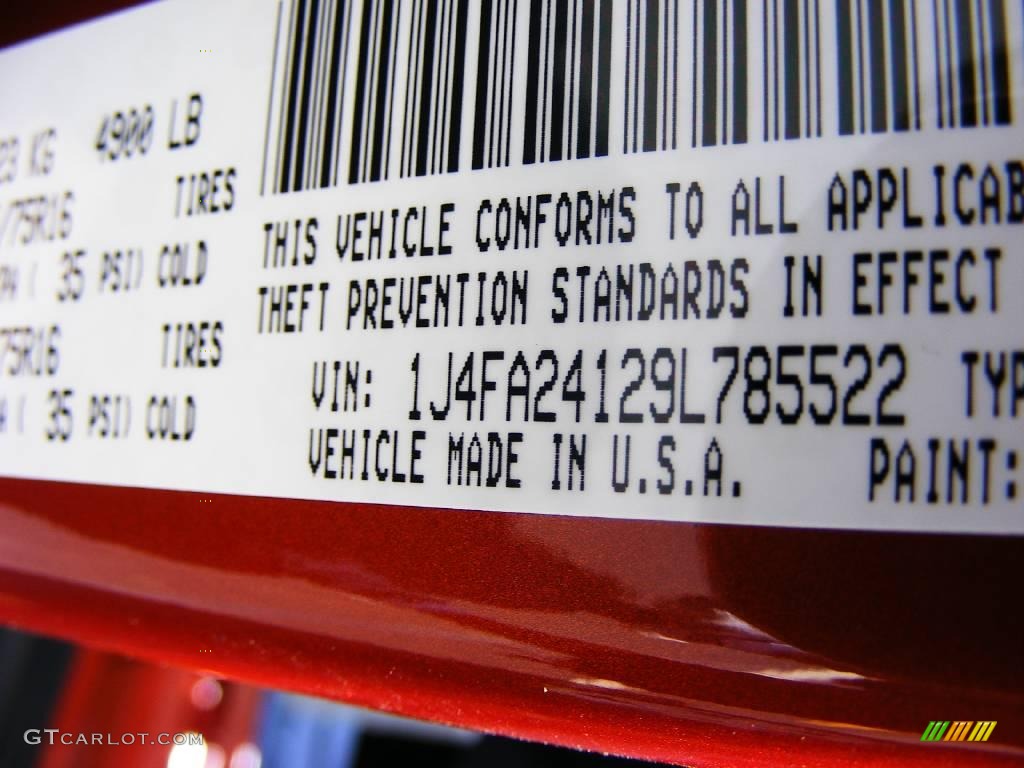 4900 LB
TIRES
35 PSI) COLD
TIRES
35 PSI) COLD
THIS VEHICLE CONFORMS TO ALL
THEFT PREVENTION STANDARDS IN EFFECT
VIN: 1J4FA24129L785522
VEHICLE MADE IN U.S.A. PAINT:
GTCARLOT.COM